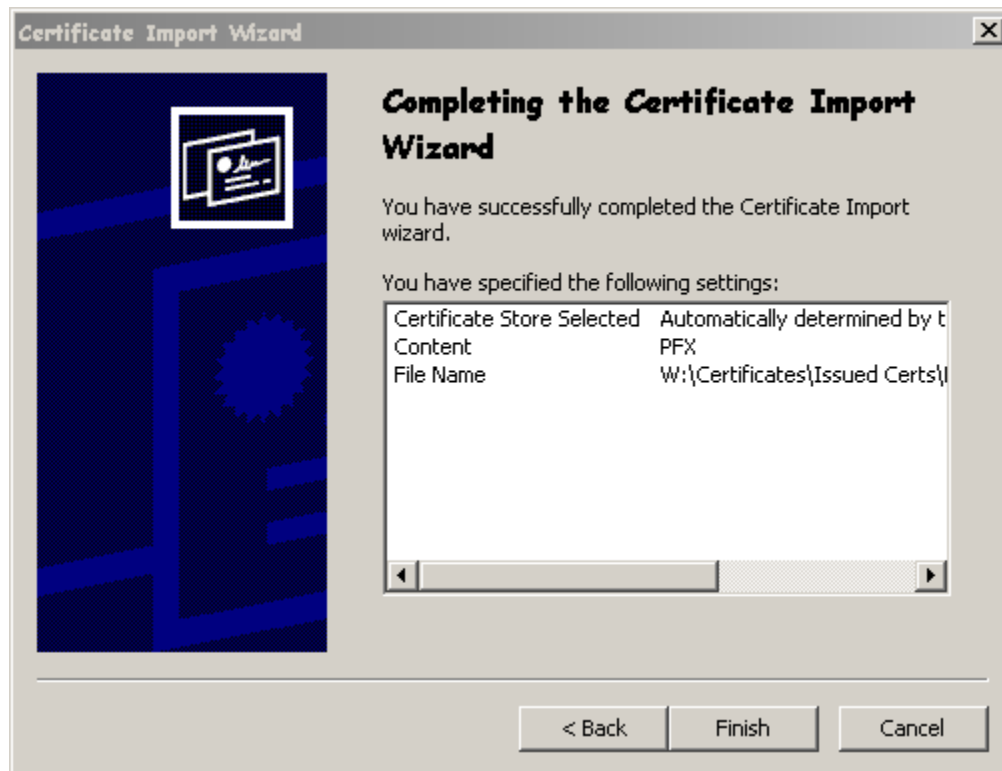 Certificate Import Wizard
Completing the Certificate Import
Wizard
You have successfully completed the Certificate Import
wizard.
You have specified the following settings:
Certificate Store Selected Automatically determined by t
Content PFX
File Name W:\Certificates\Issued Certs\
< Back Finish Cancel